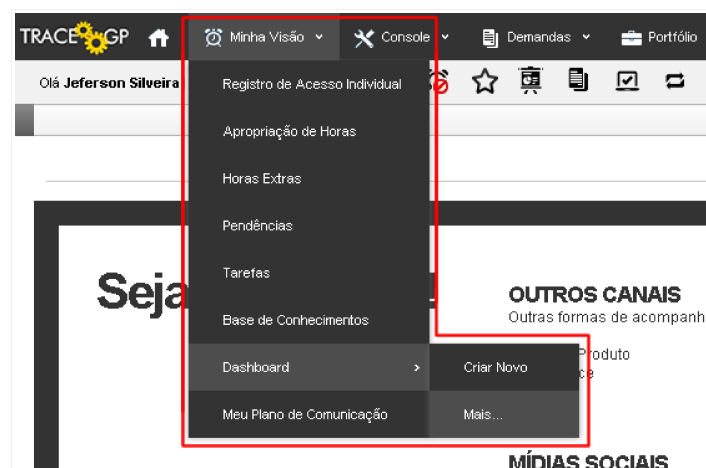 TRACE GP Minha Visão Console Demandas Portfólio
Olá Jeferson Silveira
Registro de Acesso Individual
Apropriação de Horas
Horas Extras
Pendências
Tarefas
Seja
OUTROS CANAIS
Outras formas de acompanh
Base de Conhecimentos
Dashboard
Criar Novo
Meu Plano de Comunicação
Mais...
MÍDIAS SOCIAIS